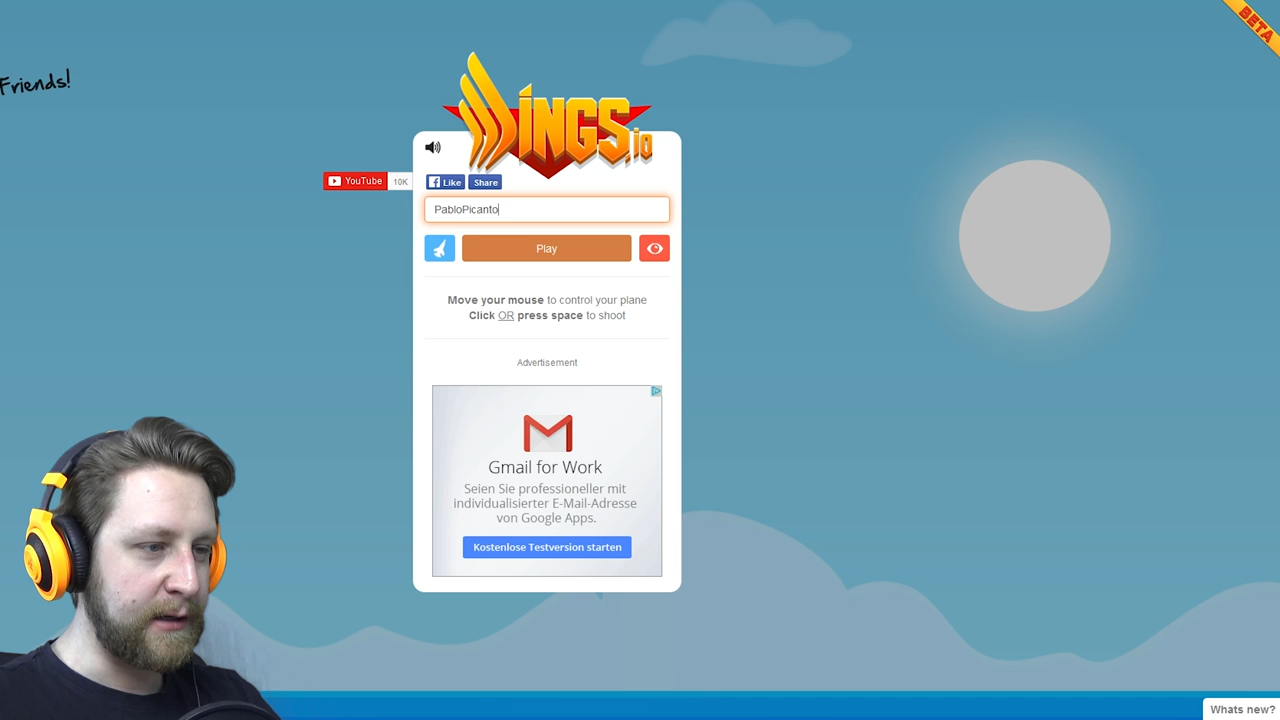 BETA
Friends!
WINGS.io
YouTube 10K
Like Share
PabloPicanto
Play
Move your mouse to control your plane
Click OR press space to shoot
Advertisement
Gmail for Work
Seien Sie professioneller mit
individualisierter E-Mail-Adresse
von Google Apps.
Kostenlose Testversion starten
Whats new?